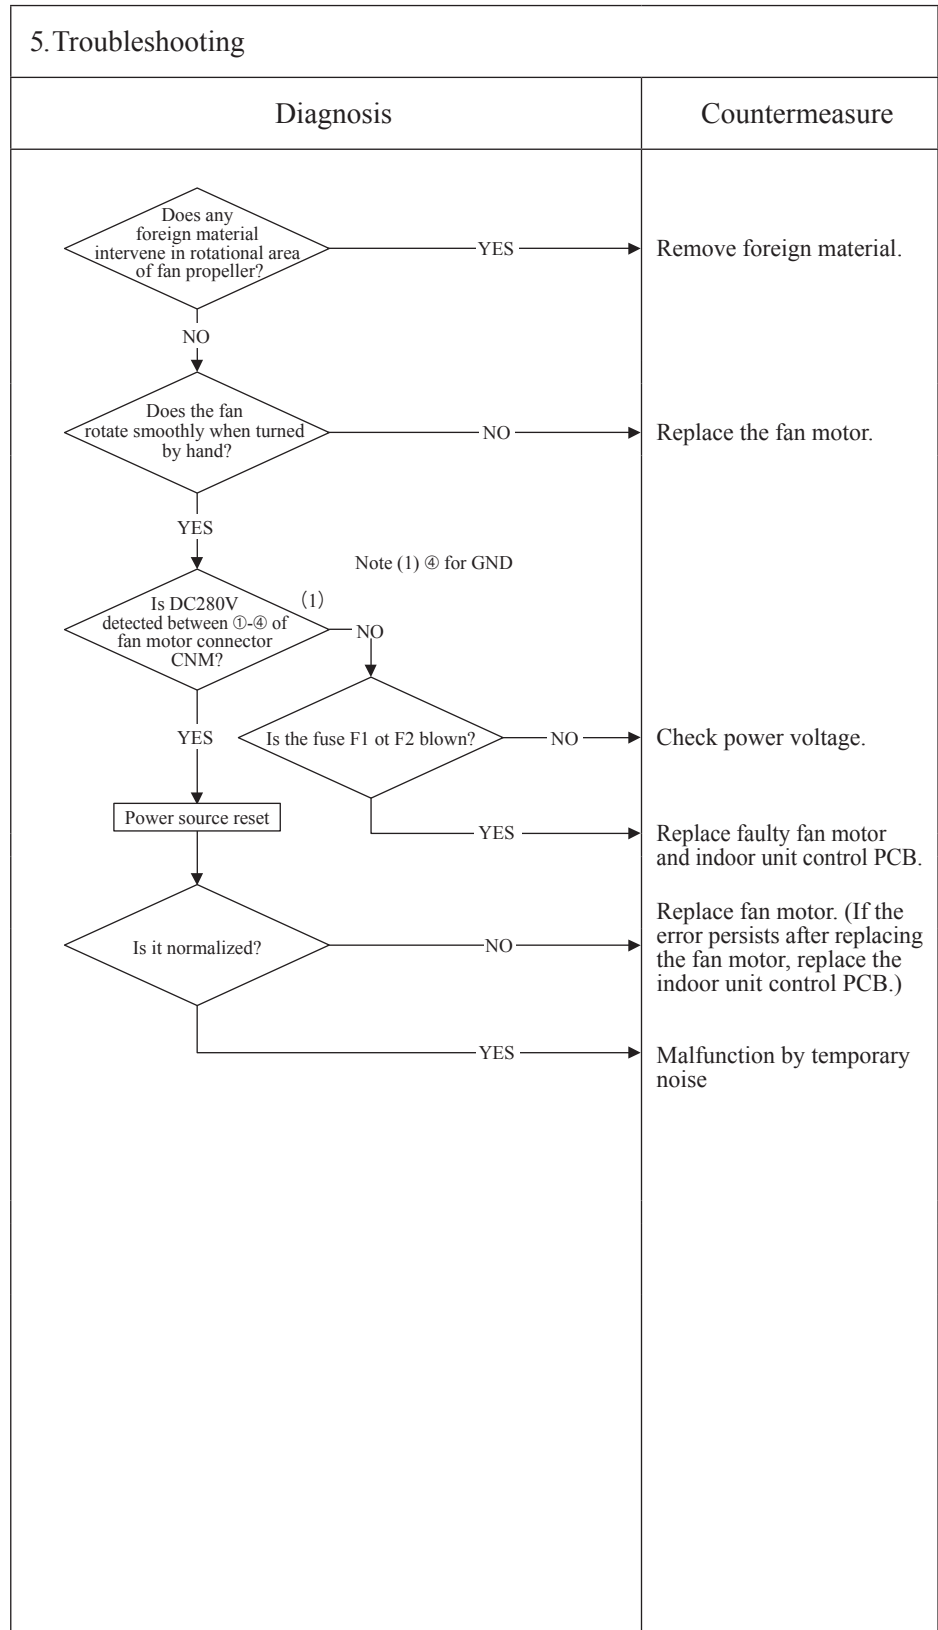 5.Troubleshooting
Diagnosis
Countermeasure
Does any
foreign material
intervene in rotational area
of fan propeller?
YES
Remove foreign material.
NO
Does the fan
rotate smoothly when turned
by hand?
NO
Replace the fan motor.
YES
Note (1) ④ for GND
Is DC280V
(1)
detected between ①-④ of
fan motor connector
CNM?
NO
YES
Is the fuse F1 ot F2 blown?
NO
Check power voltage.
Power source reset
YES
Replace faulty fan motor
and indoor unit control PCB.
Is it normalized?
NO
Replace fan motor. (If the
error persists after replacing
the fan motor, replace the
indoor unit control PCB.)
YES
Malfunction by temporary
noise